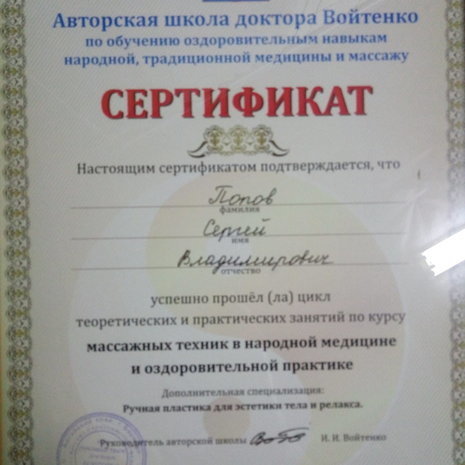 Авторская школа доктора Войтенко
по обучению оздоровительным навыкам
народной, традиционной медицины и массажу
СЕРТИФИКАТ
Настоящим сертификатом подтверждается, что
Попов
фамилия
Сергей
имя
Владимирович
отчество
успешно прошёл (ла) цикл
теоретических и практических занятий по курсу
массажных техник в народной медицине
и оздоровительной практике
Дополнительная специализация:
Ручная пластика для эстетики тела и релакса.
Руководитель авторской школы И. И. Войтенко